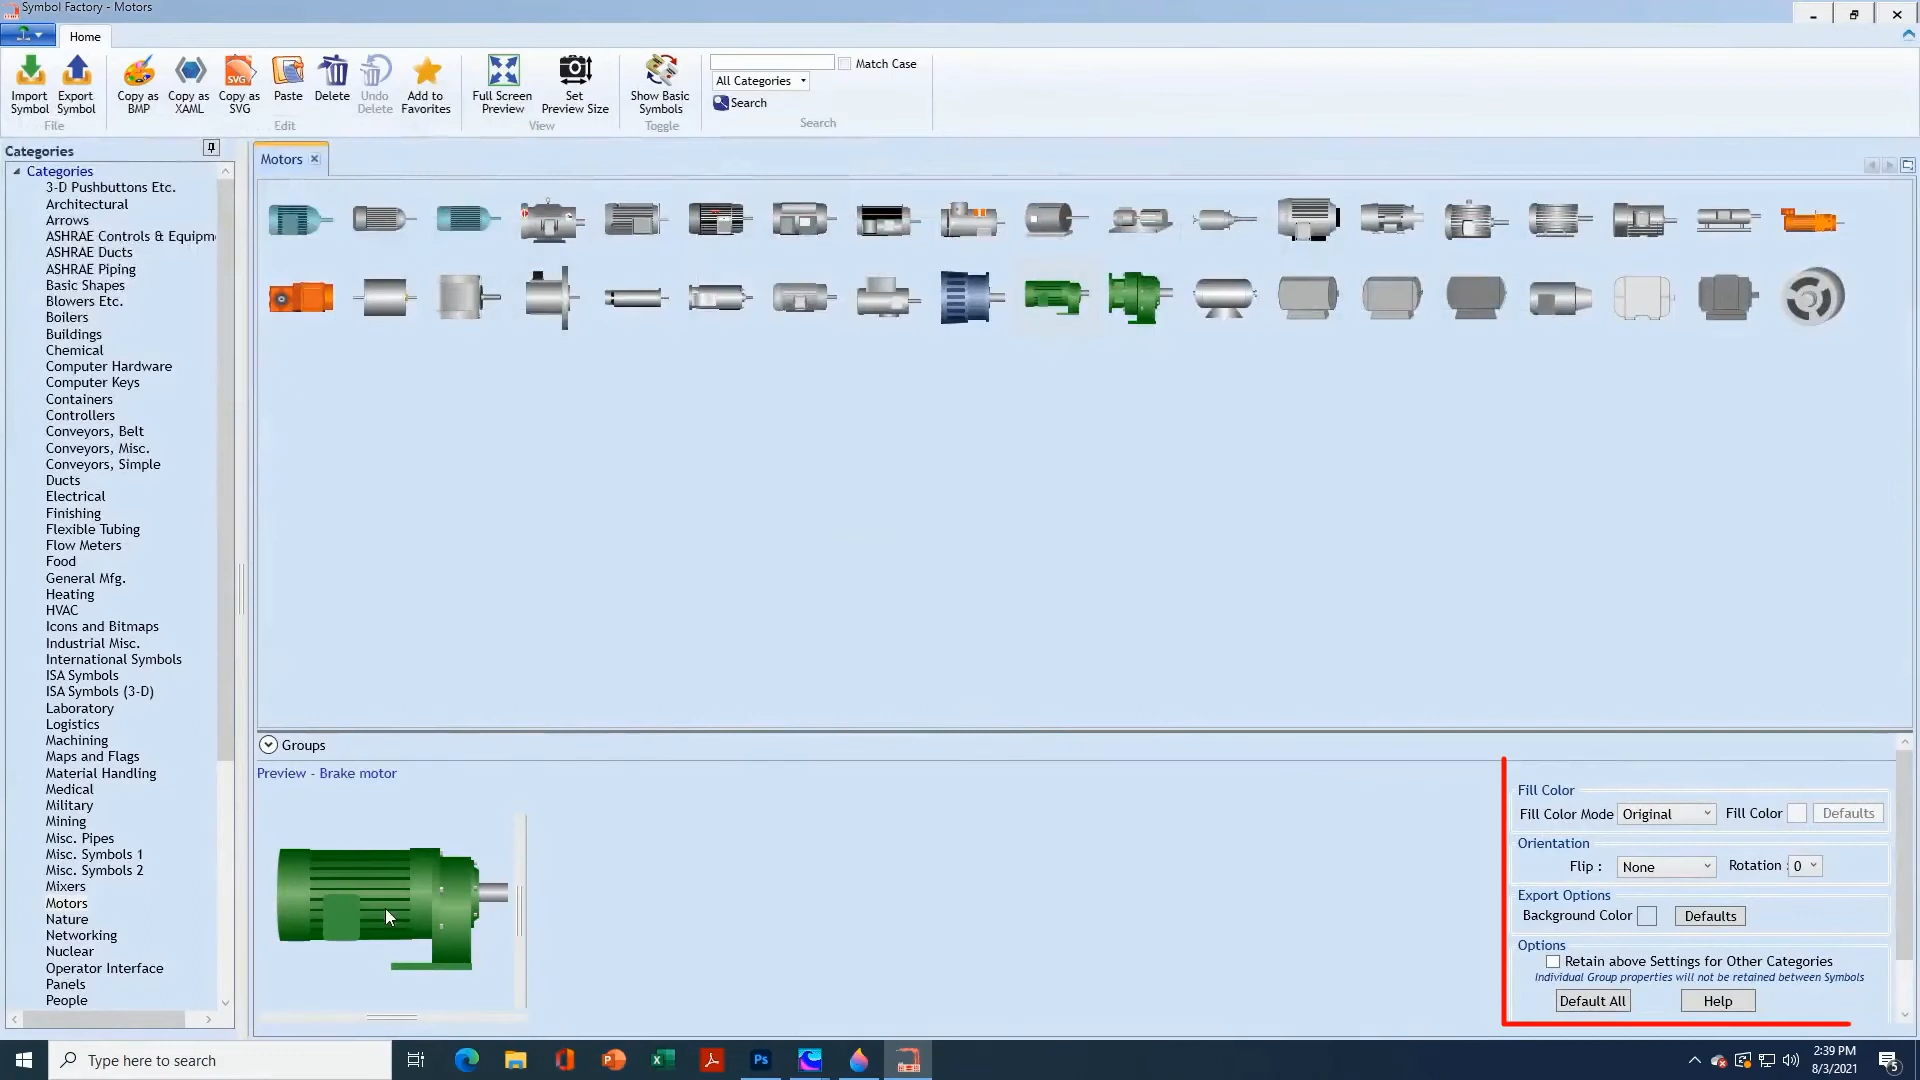 Symbol Factory - Motors
Home
Import Symbol
Export Symbol
File
Copy as BMP
Copy as XAML
SVG
Copy as SVG
Paste
Delete
Undo Delete
Add to Favorites
Edit
Full Screen Preview
Set Preview Size
View
Show Basic Symbols
Toggle
Match Case
All Categories
Search
Search
Categories
Motors
Categories
3-D Pushbuttons Etc.
Architectural
Arrows
ASHRAE Controls & Equipm
ASHRAE Ducts
ASHRAE Piping
Basic Shapes
Blowers Etc.
Boilers
Buildings
Chemical
Computer Hardware
Computer Keys
Containers
Controllers
Conveyors, Belt
Conveyors, Misc.
Conveyors, Simple
Ducts
Electrical
Finishing
Flexible Tubing
Flow Meters
Food
General Mfg.
Heating
HVAC
Icons and Bitmaps
Industrial Misc.
International Symbols
ISA Symbols
ISA Symbols (3-D)
Laboratory
Logistics
Machining
Maps and Flags
Material Handling
Medical
Military
Mining
Misc. Pipes
Misc. Symbols 1
Misc. Symbols 2
Mixers
Motors
Nature
Networking
Nuclear
Operator Interface
Panels
People
Groups
Preview - Brake motor
Fill Color
Fill Color Mode Original Fill Color Defaults
Orientation
Flip : None Rotation : 0
Export Options
Background Color Defaults
Options
Retain above Settings for Other Categories
Individual Group properties will not be retained between Symbols
Default All Help
Type here to search
Ps
2:39 PM
8/3/2021
5